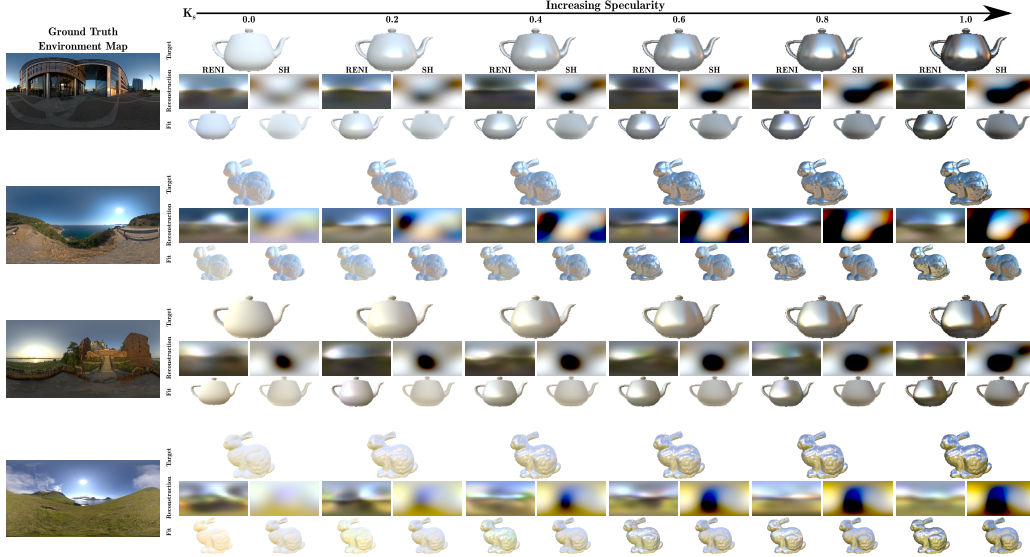 Increasing Specularity
Ks
0.0 0.2 0.4 0.6 0.8 1.0
Ground Truth
Environment Map
Target
RENI SH RENI SH RENI SH RENI SH RENI SH RENI SH
Reconstruction
Fit
Target
Reconstruction
Fit
Target
Reconstruction
Fit
Target
Reconstruction
Fit